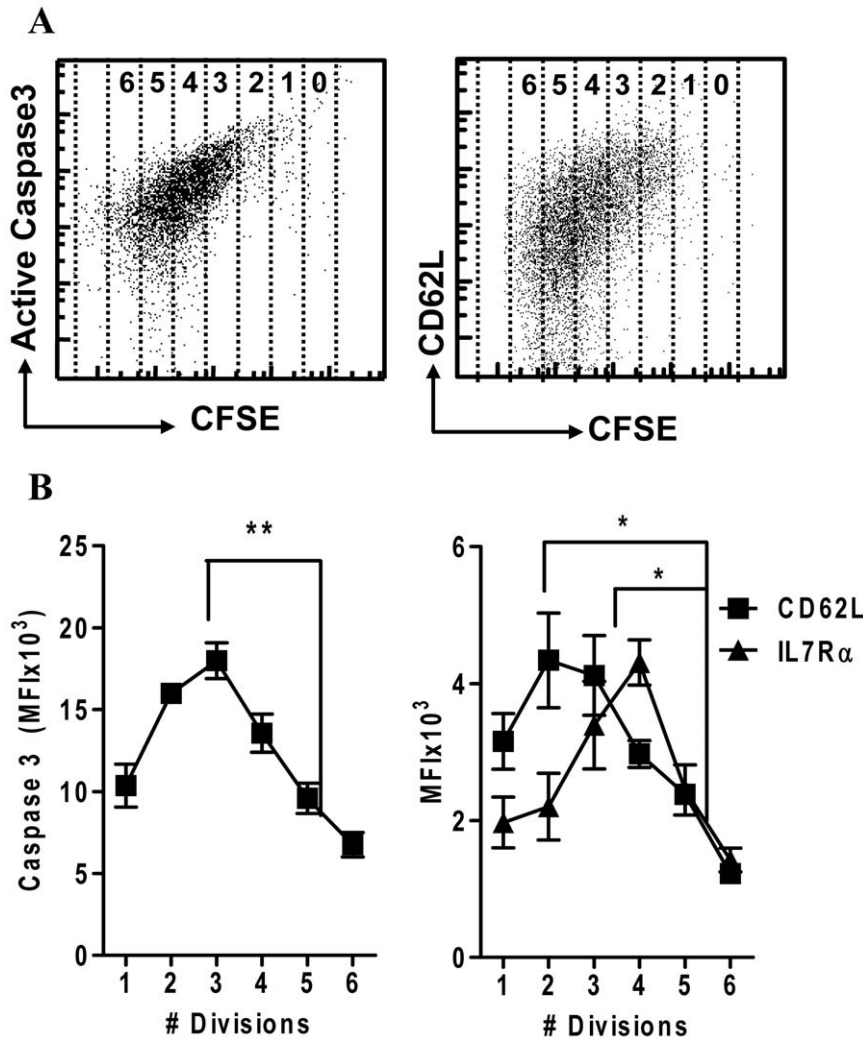 A
6 5 4 3 2 1 0
Active Caspase3
CFSE
6 5 4 3 2 1 0
CD62L
CFSE
B
**
25
20
15
10
5
0
Caspase 3 (MFIx10³)
1 2 3 4 5 6
# Divisions
*
*
6
4
2
0
MFIx10³
1 2 3 4 5 6
# Divisions
CD62L
IL7Rα